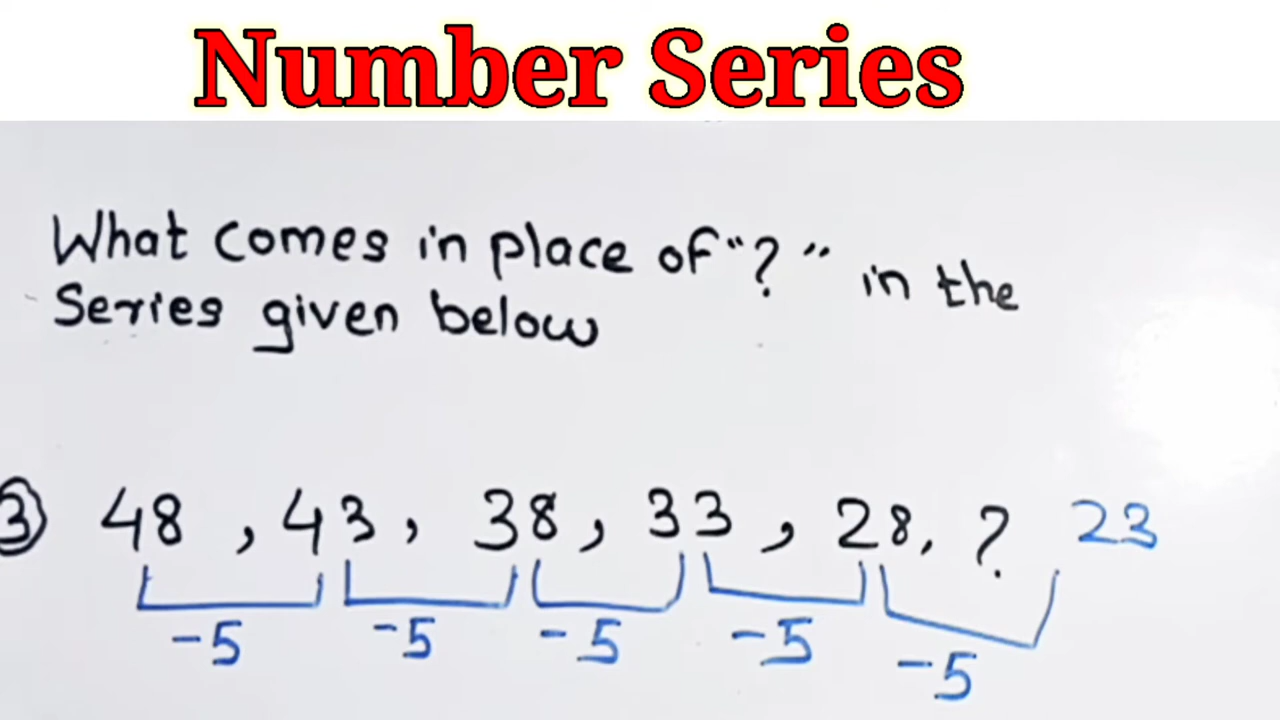 Number Series
What comes in place of "?" in the
Series given below
3 48, 43, 38, 33, 28, ? 23
-5 -5 -5 -5 -5